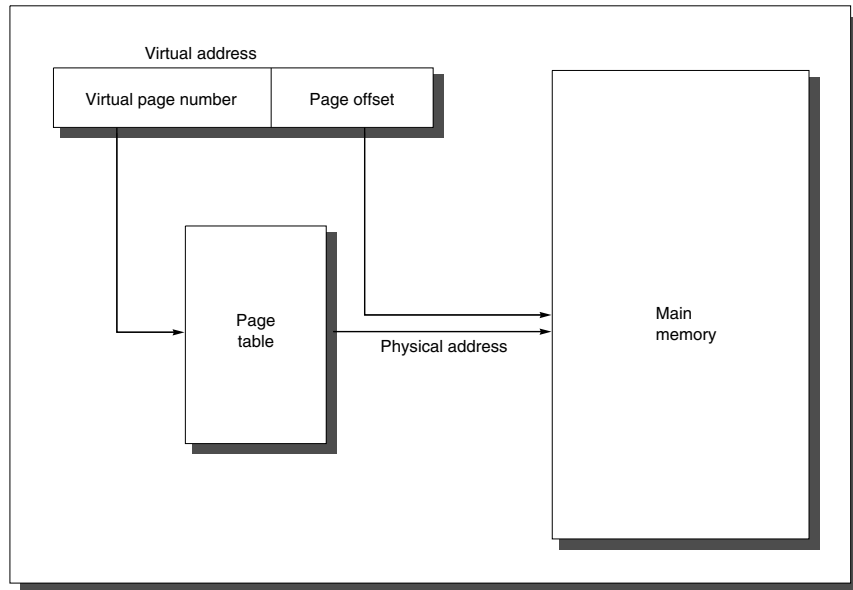 Virtual address
Virtual page number
Page offset
Page
table
Physical address
Main
memory